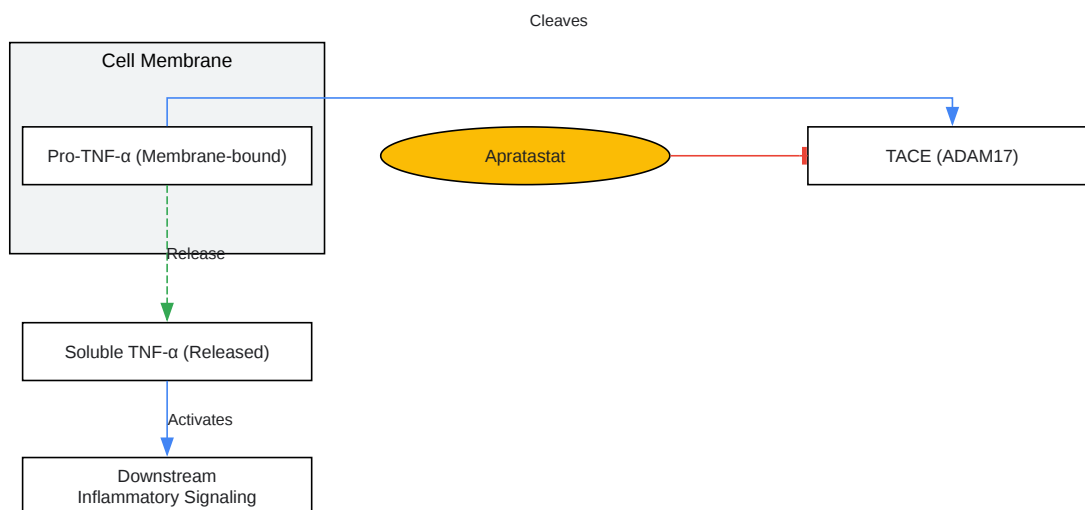 Cleaves
Cell Membrane
Pro-TNF-α (Membrane-bound)
Apratastat
TACE (ADAM17)
Release
Soluble TNF-α (Released)
Activates
Downstream
Inflammatory Signaling